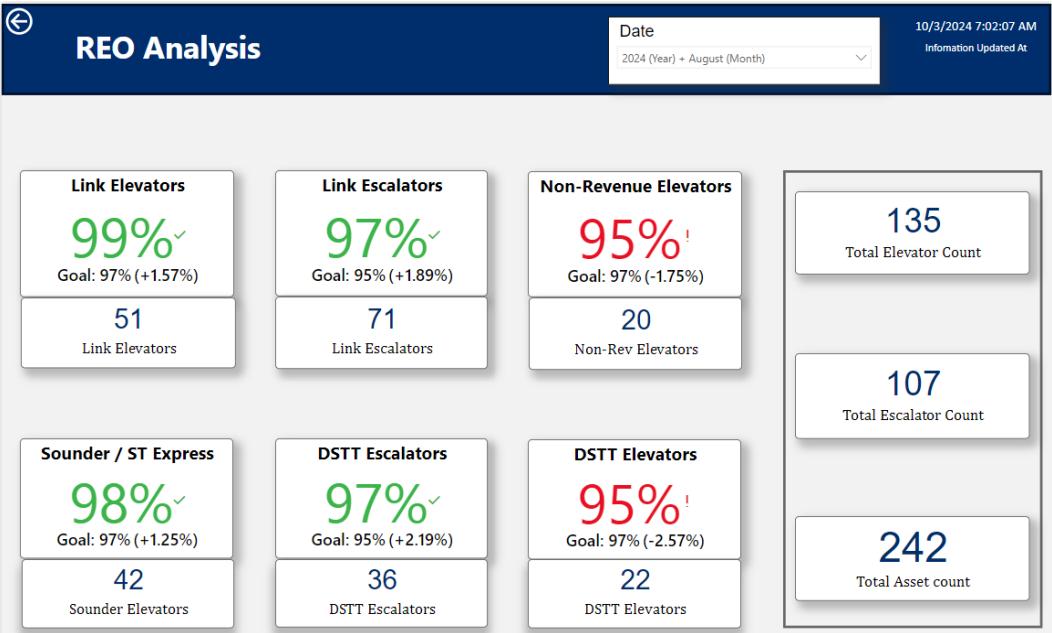 REO Analysis
Date
2024 (Year) + August (Month)
10/3/2024 7:02:07 AM
Infomation Updated At
Link Elevators
99%
Goal: 97% (+1.57%)
51
Link Elevators
Link Escalators
97%
Goal: 95% (+1.89%)
71
Link Escalators
Non-Revenue Elevators
95%!
Goal: 97% (-1.75%)
20
Non-Rev Elevators
135
Total Elevator Count
107
Total Escalator Count
242
Total Asset count
Sounder / ST Express
98%
Goal: 97% (+1.25%)
42
Sounder Elevators
DSTT Escalators
97%
Goal: 95% (+2.19%)
36
DSTT Escalators
DSTT Elevators
95%!
Goal: 97% (-2.57%)
22
DSTT Elevators